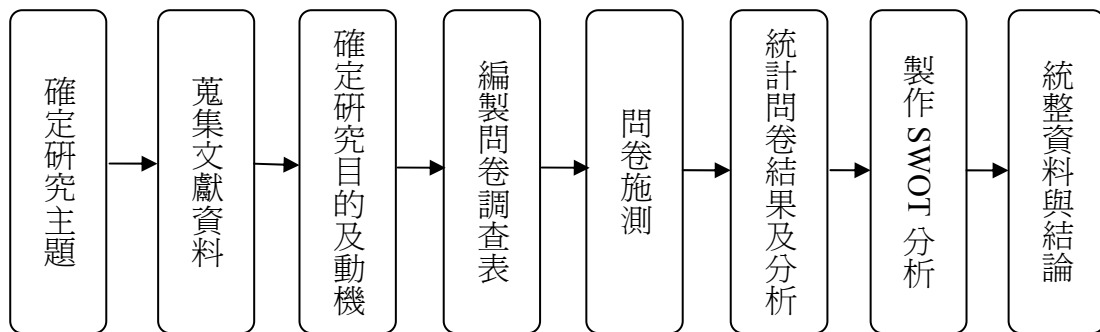 確定研究主題
蒐集文獻資料
確定研究目的及動機
編製問卷調查表
問卷施測
統計問卷結果及分析
製作 SWOT 分析
統整資料與結論